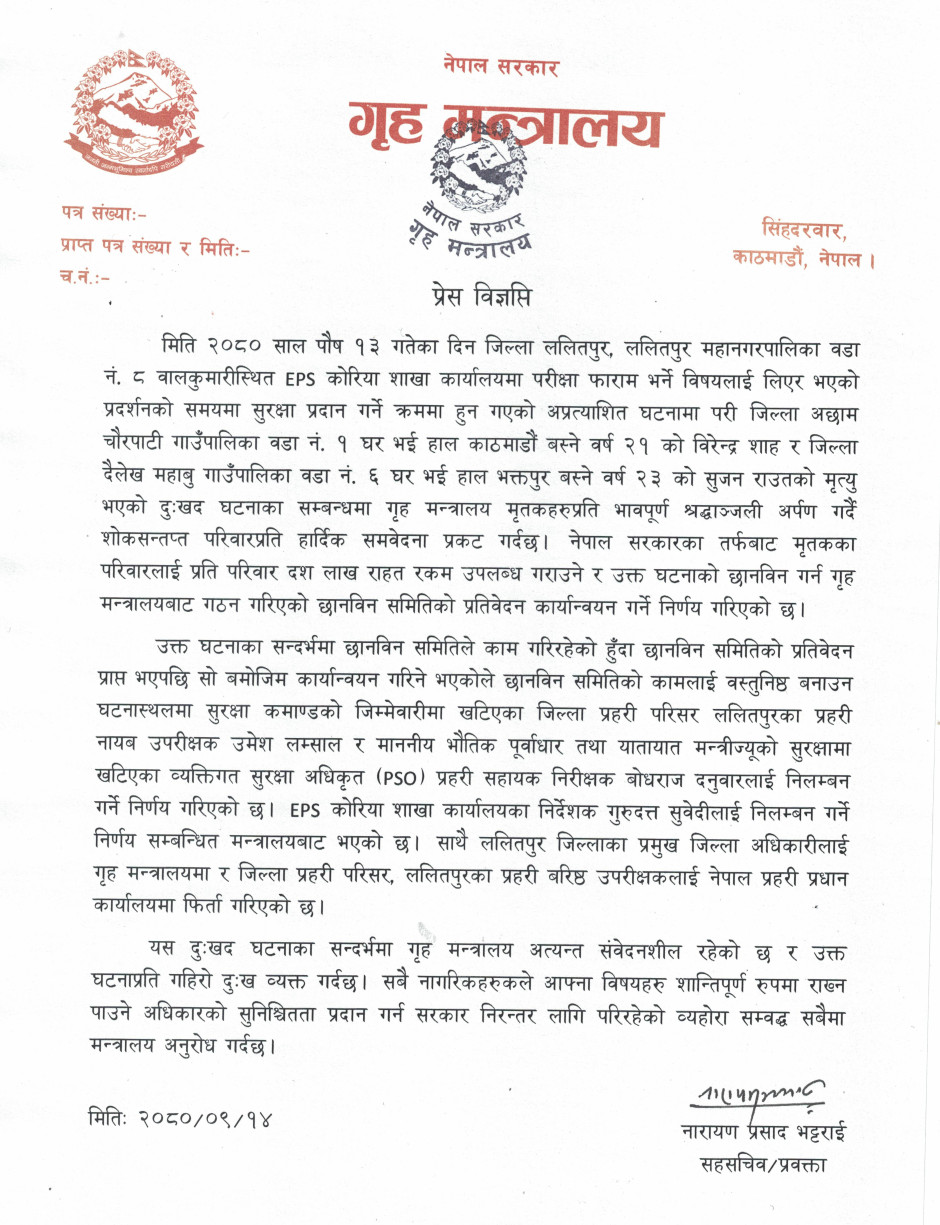 नेपाल सरकार
गृह मन्त्रालय
नेपाल सरकार
गृह मन्त्रालय
पत्र संख्याः-
प्राप्त पत्र संख्या र मितिः-
च.नं.:-
सिंहदरवार,
काठमाडौं, नेपाल ।
प्रेस विज्ञप्ति
मिति २०८० साल पौष १३ गतेका दिन जिल्ला ललितपुर, ललितपुर महानगरपालिका वडा
नं. ८ वालकुमारीस्थित EPS कोरिया शाखा कार्यालयमा परीक्षा फाराम भर्ने विषयलाई लिएर भएको
प्रदर्शनको समयमा सुरक्षा प्रदान गर्ने क्रममा हुन गएको अप्रत्याशित घटनामा परी जिल्ला अछाम
चौरपाटी गाउँपालिका वडा नं. १ घर भई हाल काठमाडौं बस्ने वर्ष २१ को विरेन्द्र शाह र जिल्ला
दैलेख महाबु गाउँपालिका वडा नं. ६ घर भई हाल भक्तपुर बस्ने वर्ष २३ को सुजन राउतको मृत्यु
भएको दुःखद घटनाका सम्बन्धमा गृह मन्त्रालय मृतकहरुप्रति भावपूर्ण श्रद्धाञ्जली अर्पण गर्दै
शोकसन्तप्त परिवारप्रति हार्दिक समवेदना प्रकट गर्दछ। नेपाल सरकारका तर्फबाट मृतकका
परिवारलाई प्रति परिवार दश लाख राहत रकम उपलब्ध गराउने र उक्त घटनाको छानविन गर्न गृह
मन्त्रालयबाट गठन गरिएको छानविन समितिको प्रतिवेदन कार्यान्वयन गर्ने निर्णय गरिएको छ।
उक्त घटनाका सन्दर्भमा छानविन समितिले काम गरिरहेको हुँदा छानविन समितिको प्रतिवेदन
प्राप्त भएपछि सो बमोजिम कार्यान्वयन गरिने भएकोले छानविन समितिको कामलाई वस्तुनिष्ठ बनाउन
घटनास्थलमा सुरक्षा कमाण्डको जिम्मेवारीमा खटिएका जिल्ला प्रहरी परिसर ललितपुरका प्रहरी
नायब उपरीक्षक उमेश लम्साल र माननीय भौतिक पूर्वाधार तथा यातायात मन्त्रीज्यूको सुरक्षामा
खटिएका व्यक्तिगत सुरक्षा अधिकृत (PSO) प्रहरी सहायक निरीक्षक बोधराज दनुवारलाई निलम्बन
गर्ने निर्णय गरिएको छ। EPS कोरिया शाखा कार्यालयका निर्देशक गुरुदत्त सुवेदीलाई निलम्बन गर्ने
निर्णय सम्बन्धित मन्त्रालयबाट भएको छ। साथै ललितपुर जिल्लाका प्रमुख जिल्ला अधिकारीलाई
गृह मन्त्रालयमा र जिल्ला प्रहरी परिसर, ललितपुरका प्रहरी बरिष्ठ उपरीक्षकलाई नेपाल प्रहरी प्रधान
कार्यालयमा फिर्ता गरिएको छ।
यस दुःखद घटनाका सन्दर्भमा गृह मन्त्रालय अत्यन्त संवेदनशील रहेको छ र उक्त
घटनाप्रति गहिरो दुःख व्यक्त गर्दछ। सबै नागरिकहरुकले आफ्ना विषयहरु शान्तिपूर्ण रुपमा राख्न
पाउने अधिकारको सुनिश्चितता प्रदान गर्न सरकार निरन्तर लागि परिरहेको व्यहोरा सम्वद्ध सबैमा
मन्त्रालय अनुरोध गर्दछ।
मितिः २०८०/०९/१४
नारायण प्रसाद भट्टराई
सहसचिव/प्रवक्ता